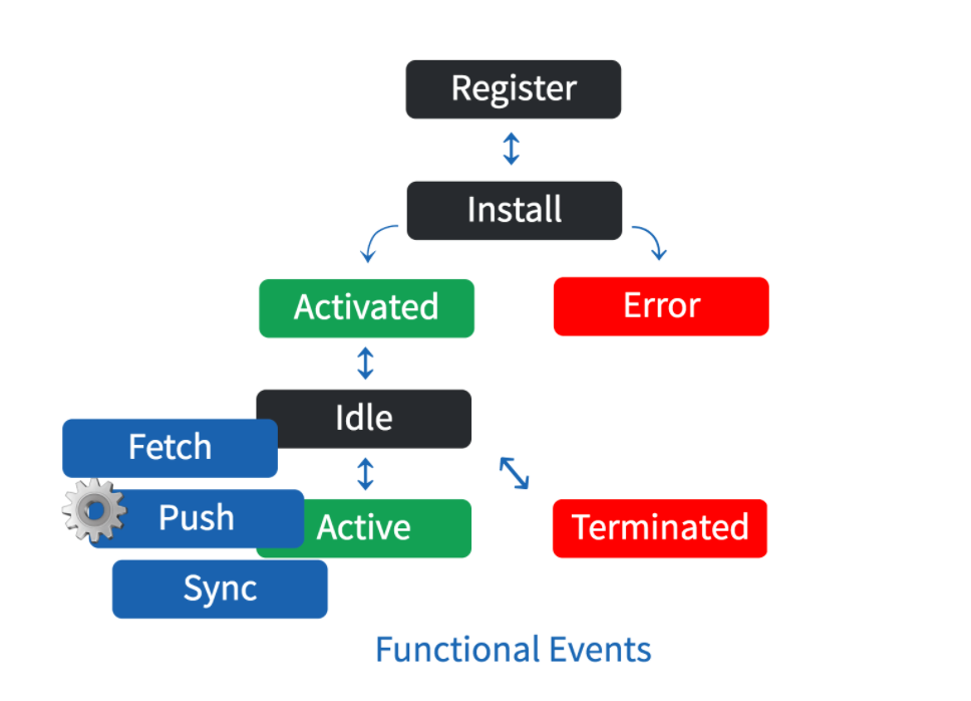 Register
Install
Activated
Error
Idle
Fetch
Push
Active
Terminated
Sync
Functional Events